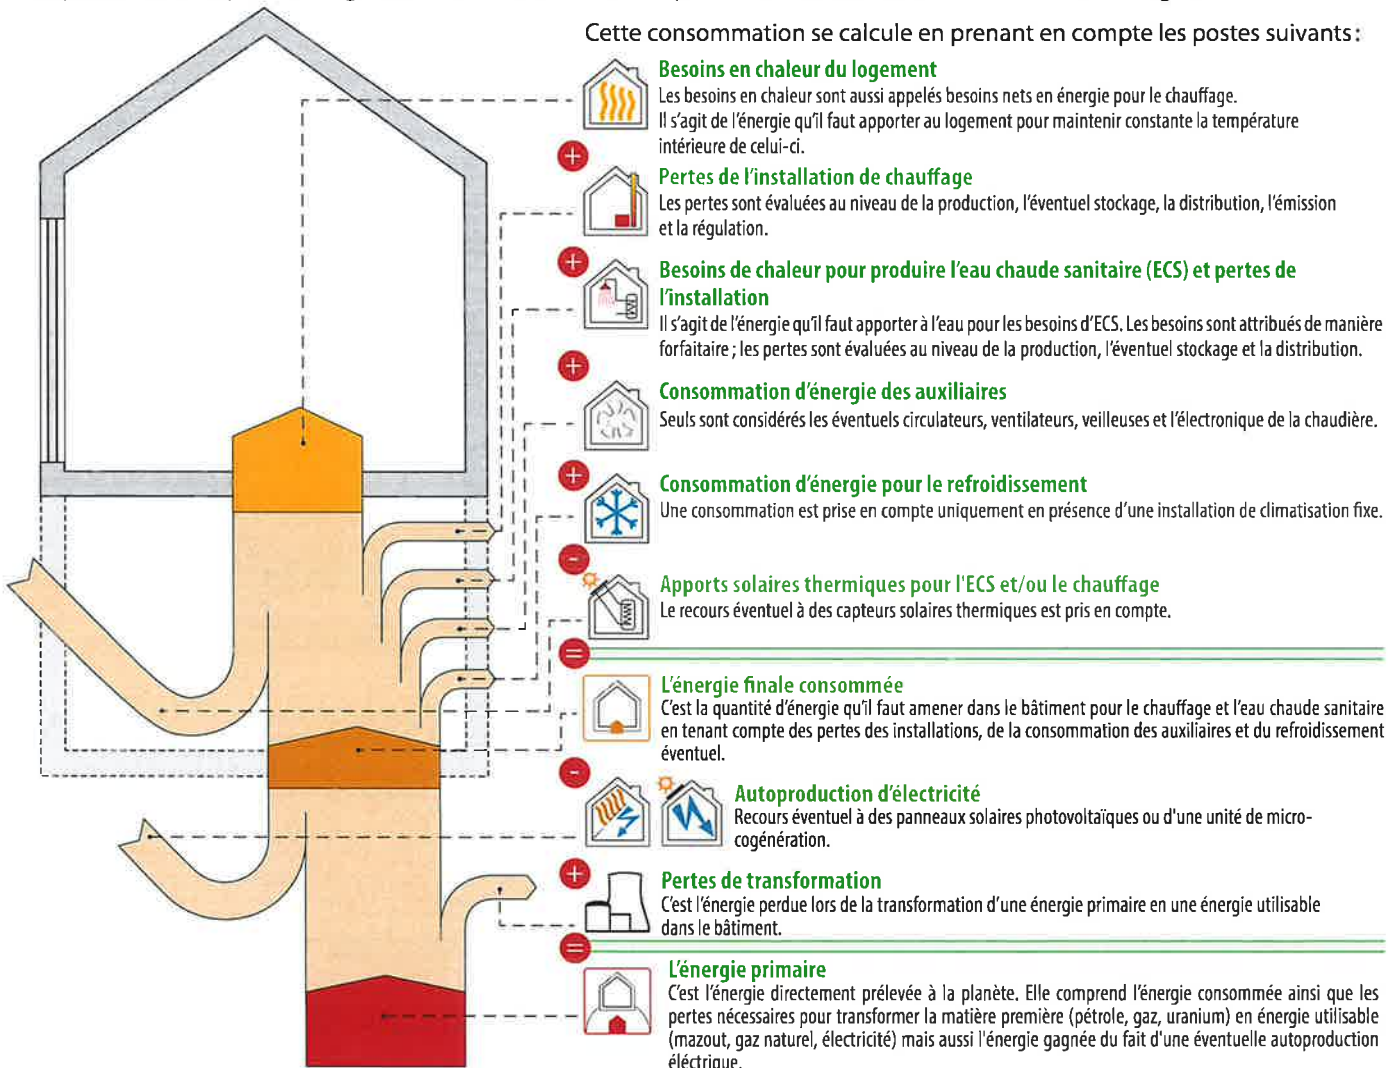 Cette consommation se calcule en prenant en compte les postes suivants :
Besoins en chaleur du logement
Les besoins en chaleur sont aussi appelés besoins nets en énergie pour le chauffage.
Il s'agit de l'énergie qu'il faut apporter au logement pour maintenir constante la température
intérieure de celui-ci.
+
Pertes de l'installation de chauffage
Les pertes sont évaluées au niveau de la production, l'éventuel stockage, la distribution, l'émission
et la régulation.
+
Besoins de chaleur pour produire l'eau chaude sanitaire (ECS) et pertes de
l'installation
Il s'agit de l'énergie qu'il faut apporter à l'eau pour les besoins d'ECS. Les besoins sont attribués de manière
forfaitaire ; les pertes sont évaluées au niveau de la production, l'éventuel stockage et la distribution.
+
Consommation d'énergie des auxiliaires
Seuls sont considérés les éventuels circulateurs, ventilateurs, veilleuses et l'électronique de la chaudière.
+
Consommation d'énergie pour le refroidissement
Une consommation est prise en compte uniquement en présence d'une installation de climatisation fixe.
-
Apports solaires thermiques pour l'ECS et/ou le chauffage
Le recours éventuel à des capteurs solaires thermiques est pris en compte.
=
L'énergie finale consommée
C'est la quantité d'énergie qu'il faut amener dans le bâtiment pour le chauffage et l'eau chaude sanitaire
en tenant compte des pertes des installations, de la consommation des auxiliaires et du refroidissement
éventuel.
-
Autoproduction d'électricité
Recours éventuel à des panneaux solaires photovoltaïques ou d'une unité de micro-
cogénération.
+
Pertes de transformation
C'est l'énergie perdue lors de la transformation d'une énergie primaire en une énergie utilisable
dans le bâtiment.
=
L'énergie primaire
C'est l'énergie directement prélevée à la planète. Elle comprend l'énergie consommée ainsi que les
pertes nécessaires pour transformer la matière première (pétrole, gaz, uranium) en énergie utilisable
(mazout, gaz naturel, électricité) mais aussi l'énergie gagnée du fait d'une éventuelle autoproduction
éléctrique.